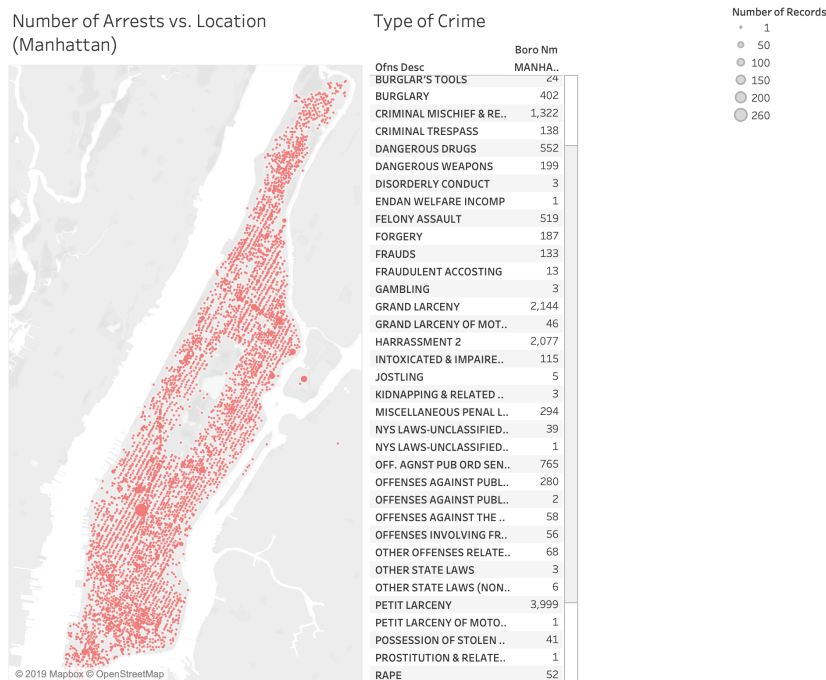 Number of Arrests vs. Location
(Manhattan)
Type of Crime
Boro Nm
Ofns Desc MANHA..
BURGLAR'S TOOLS 24
BURGLARY 402
CRIMINAL MISCHIEF & RE.. 1,322
CRIMINAL TRESPASS 138
DANGEROUS DRUGS 552
DANGEROUS WEAPONS 199
DISORDERLY CONDUCT 3
ENDAN WELFARE INCOMP 1
FELONY ASSAULT 519
FORGERY 187
FRAUDS 133
FRAUDULENT ACCOSTING 13
GAMBLING 3
GRAND LARCENY 2,144
GRAND LARCENY OF MOT.. 46
HARRASSMENT 2 2,077
INTOXICATED & IMPAIRE.. 115
JOSTLING 5
KIDNAPPING & RELATED .. 3
MISCELLANEOUS PENAL L.. 294
NYS LAWS-UNCLASSIFIED.. 39
NYS LAWS-UNCLASSIFIED.. 1
OFF. AGNST PUB ORD SEN.. 765
OFFENSES AGAINST PUBL.. 280
OFFENSES AGAINST PUBL.. 2
OFFENSES AGAINST THE .. 58
OFFENSES INVOLVING FR.. 56
OTHER OFFENSES RELATE.. 68
OTHER STATE LAWS 3
OTHER STATE LAWS (NON.. 6
PETIT LARCENY 3,999
PETIT LARCENY OF MOTO.. 1
POSSESSION OF STOLEN .. 41
PROSTITUTION & RELATE.. 1
RAPE 52
Number of Records
1
50
100
150
200
260
© 2019 Mapbox © OpenStreetMap